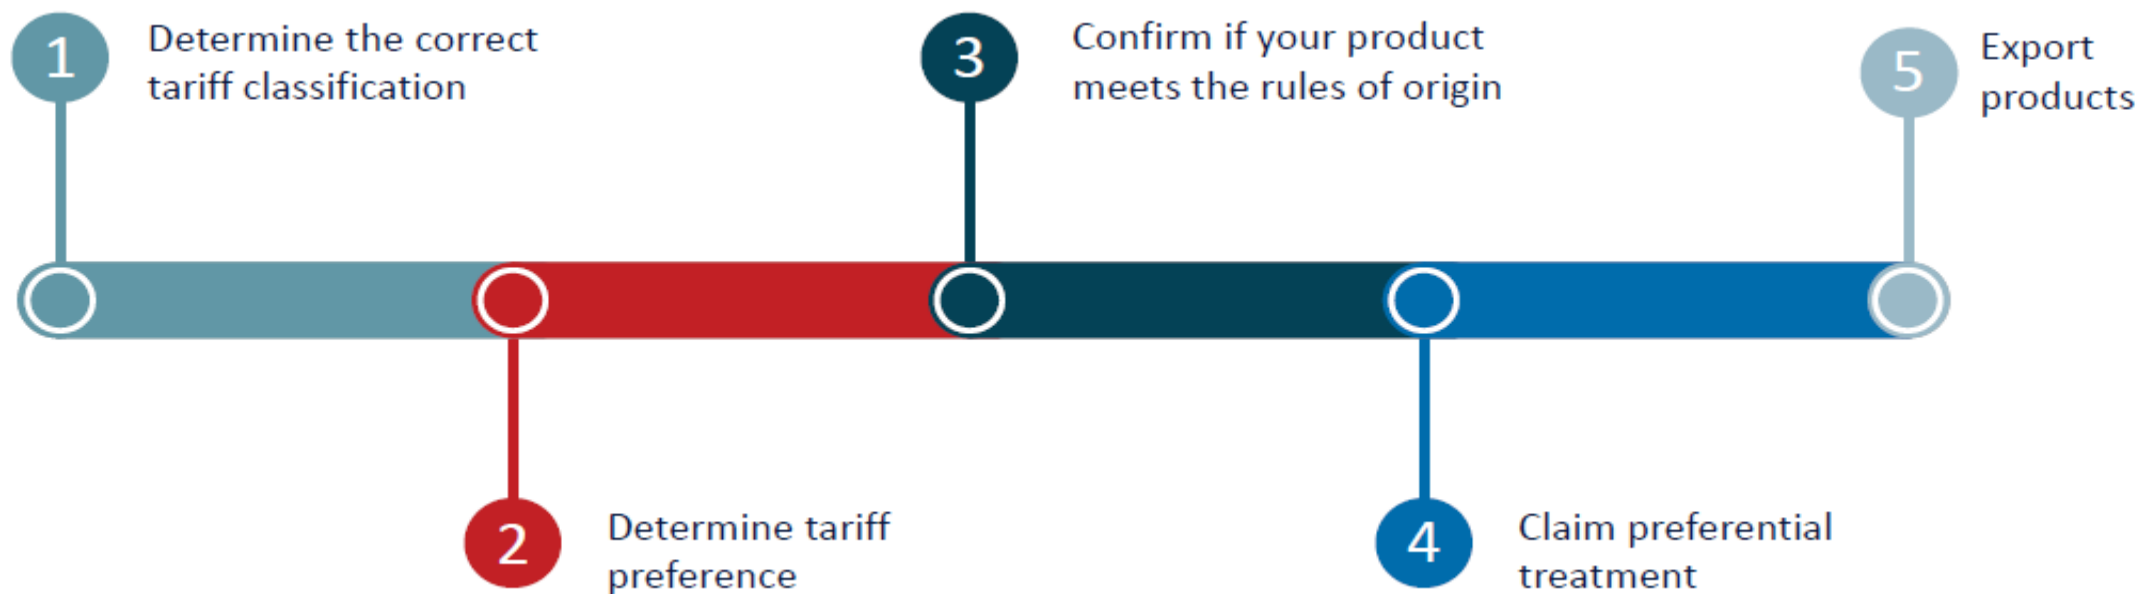 1
Determine the correct
tariff classification
2
Determine tariff
preference
3
Confirm if your product
meets the rules of origin
4
Claim preferential
treatment
5
Export
products